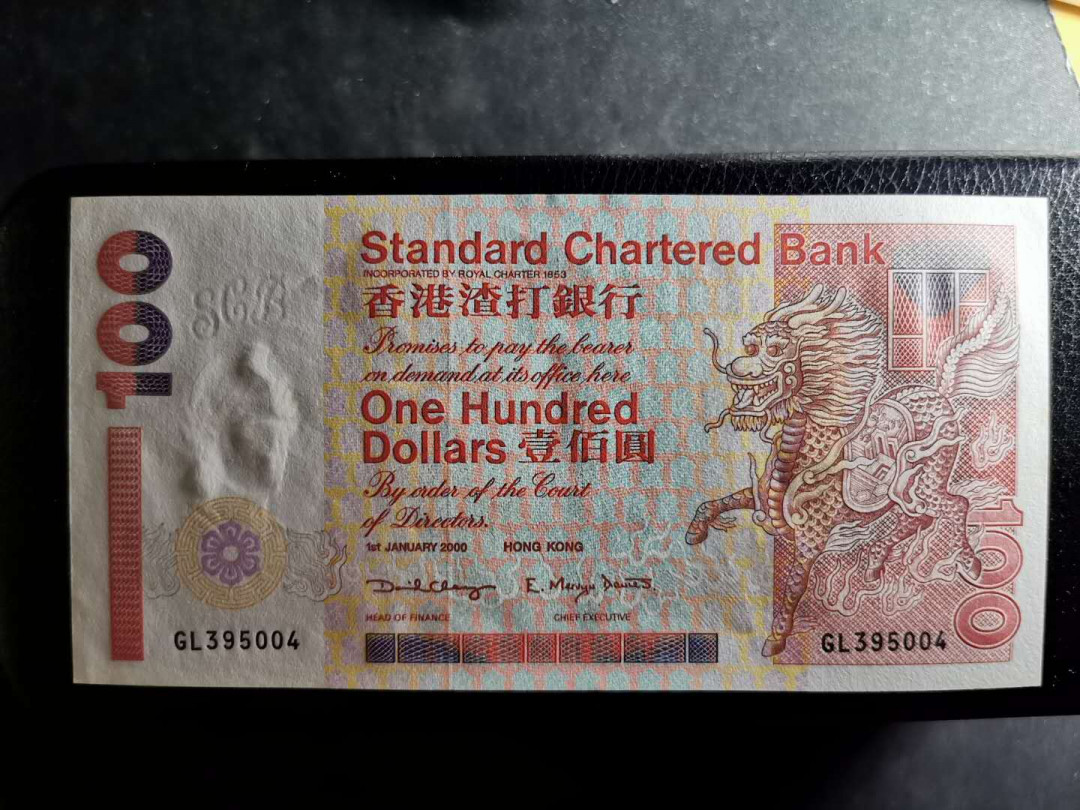 100
SCB
Standard Chartered Bank
INCORPORATED BY ROYAL CHARTER 1853
香港渣打銀行
Promises to pay the bearer
on demand at its office here
One Hundred
Dollars 壹佰圓
By order of the Court
of Directors.
1st JANUARY 2000 HONG KONG
HEAD OF FINANCE CHIEF EXECUTIVE
GL395004 GL395004
100